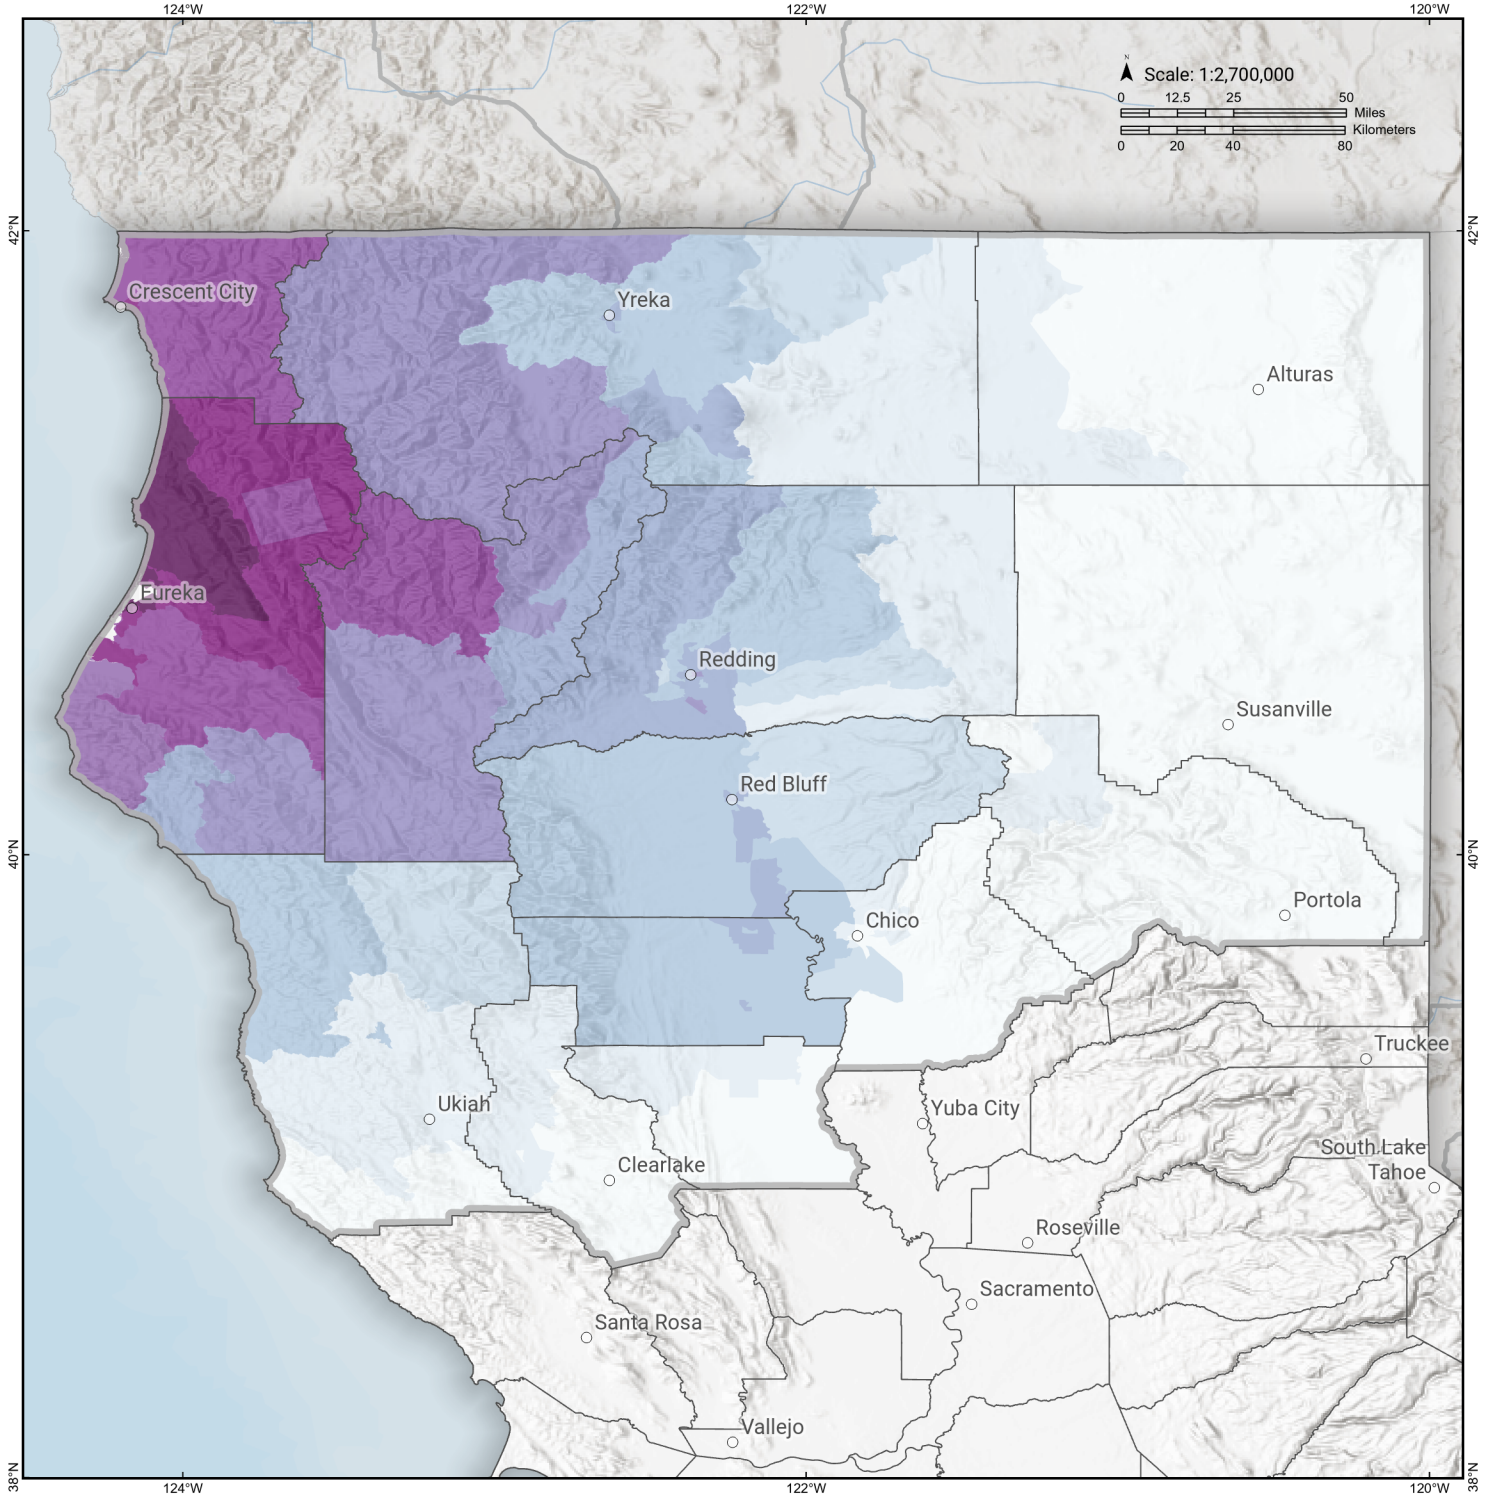 124°W
122°W
120°W
N
Scale: 1:2,700,000
0 12.5 25 50
Miles
Kilometers
0 20 40 80
42°N
42°N
Crescent City
Yreka
Alturas
Eureka
Redding
Susanville
Red Bluff
40°N
40°N
Portola
Chico
Truckee
Ukiah
Yuba City
South Lake
Tahoe
Clearlake
Roseville
Sacramento
Santa Rosa
Vallejo
38°N
38°N
124°W
122°W
120°W